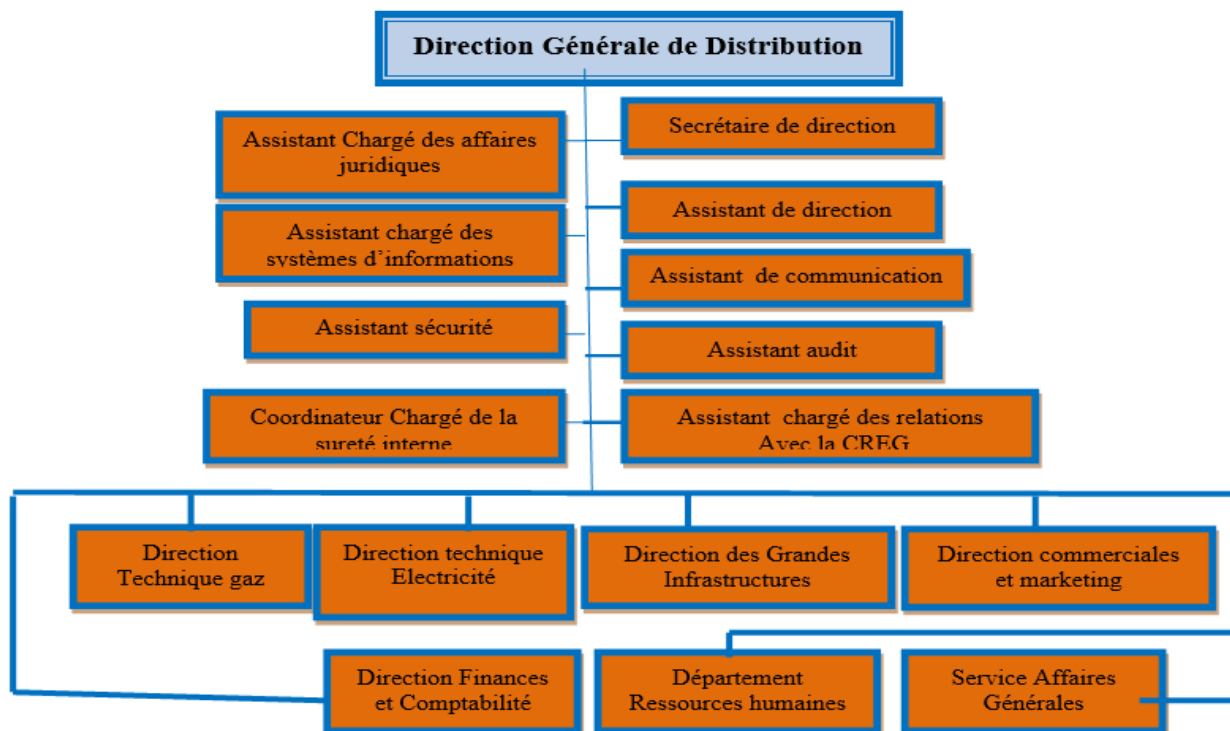 Direction Générale de Distribution
Assistant Chargé des affaires
juridiques
Secrétaire de direction
Assistant chargé des
systèmes d'informations
Assistant de direction
Assistant de communication
Assistant sécurité
Assistant audit
Coordinateur Chargé de la
sureté interne
Assistant chargé des relations
Avec la CREG
Direction
Technique gaz
Direction technique
Electricité
Direction des Grandes
Infrastructures
Direction commerciales
et marketing
Direction Finances
et Comptabilité
Département
Ressources humaines
Service Affaires
Générales